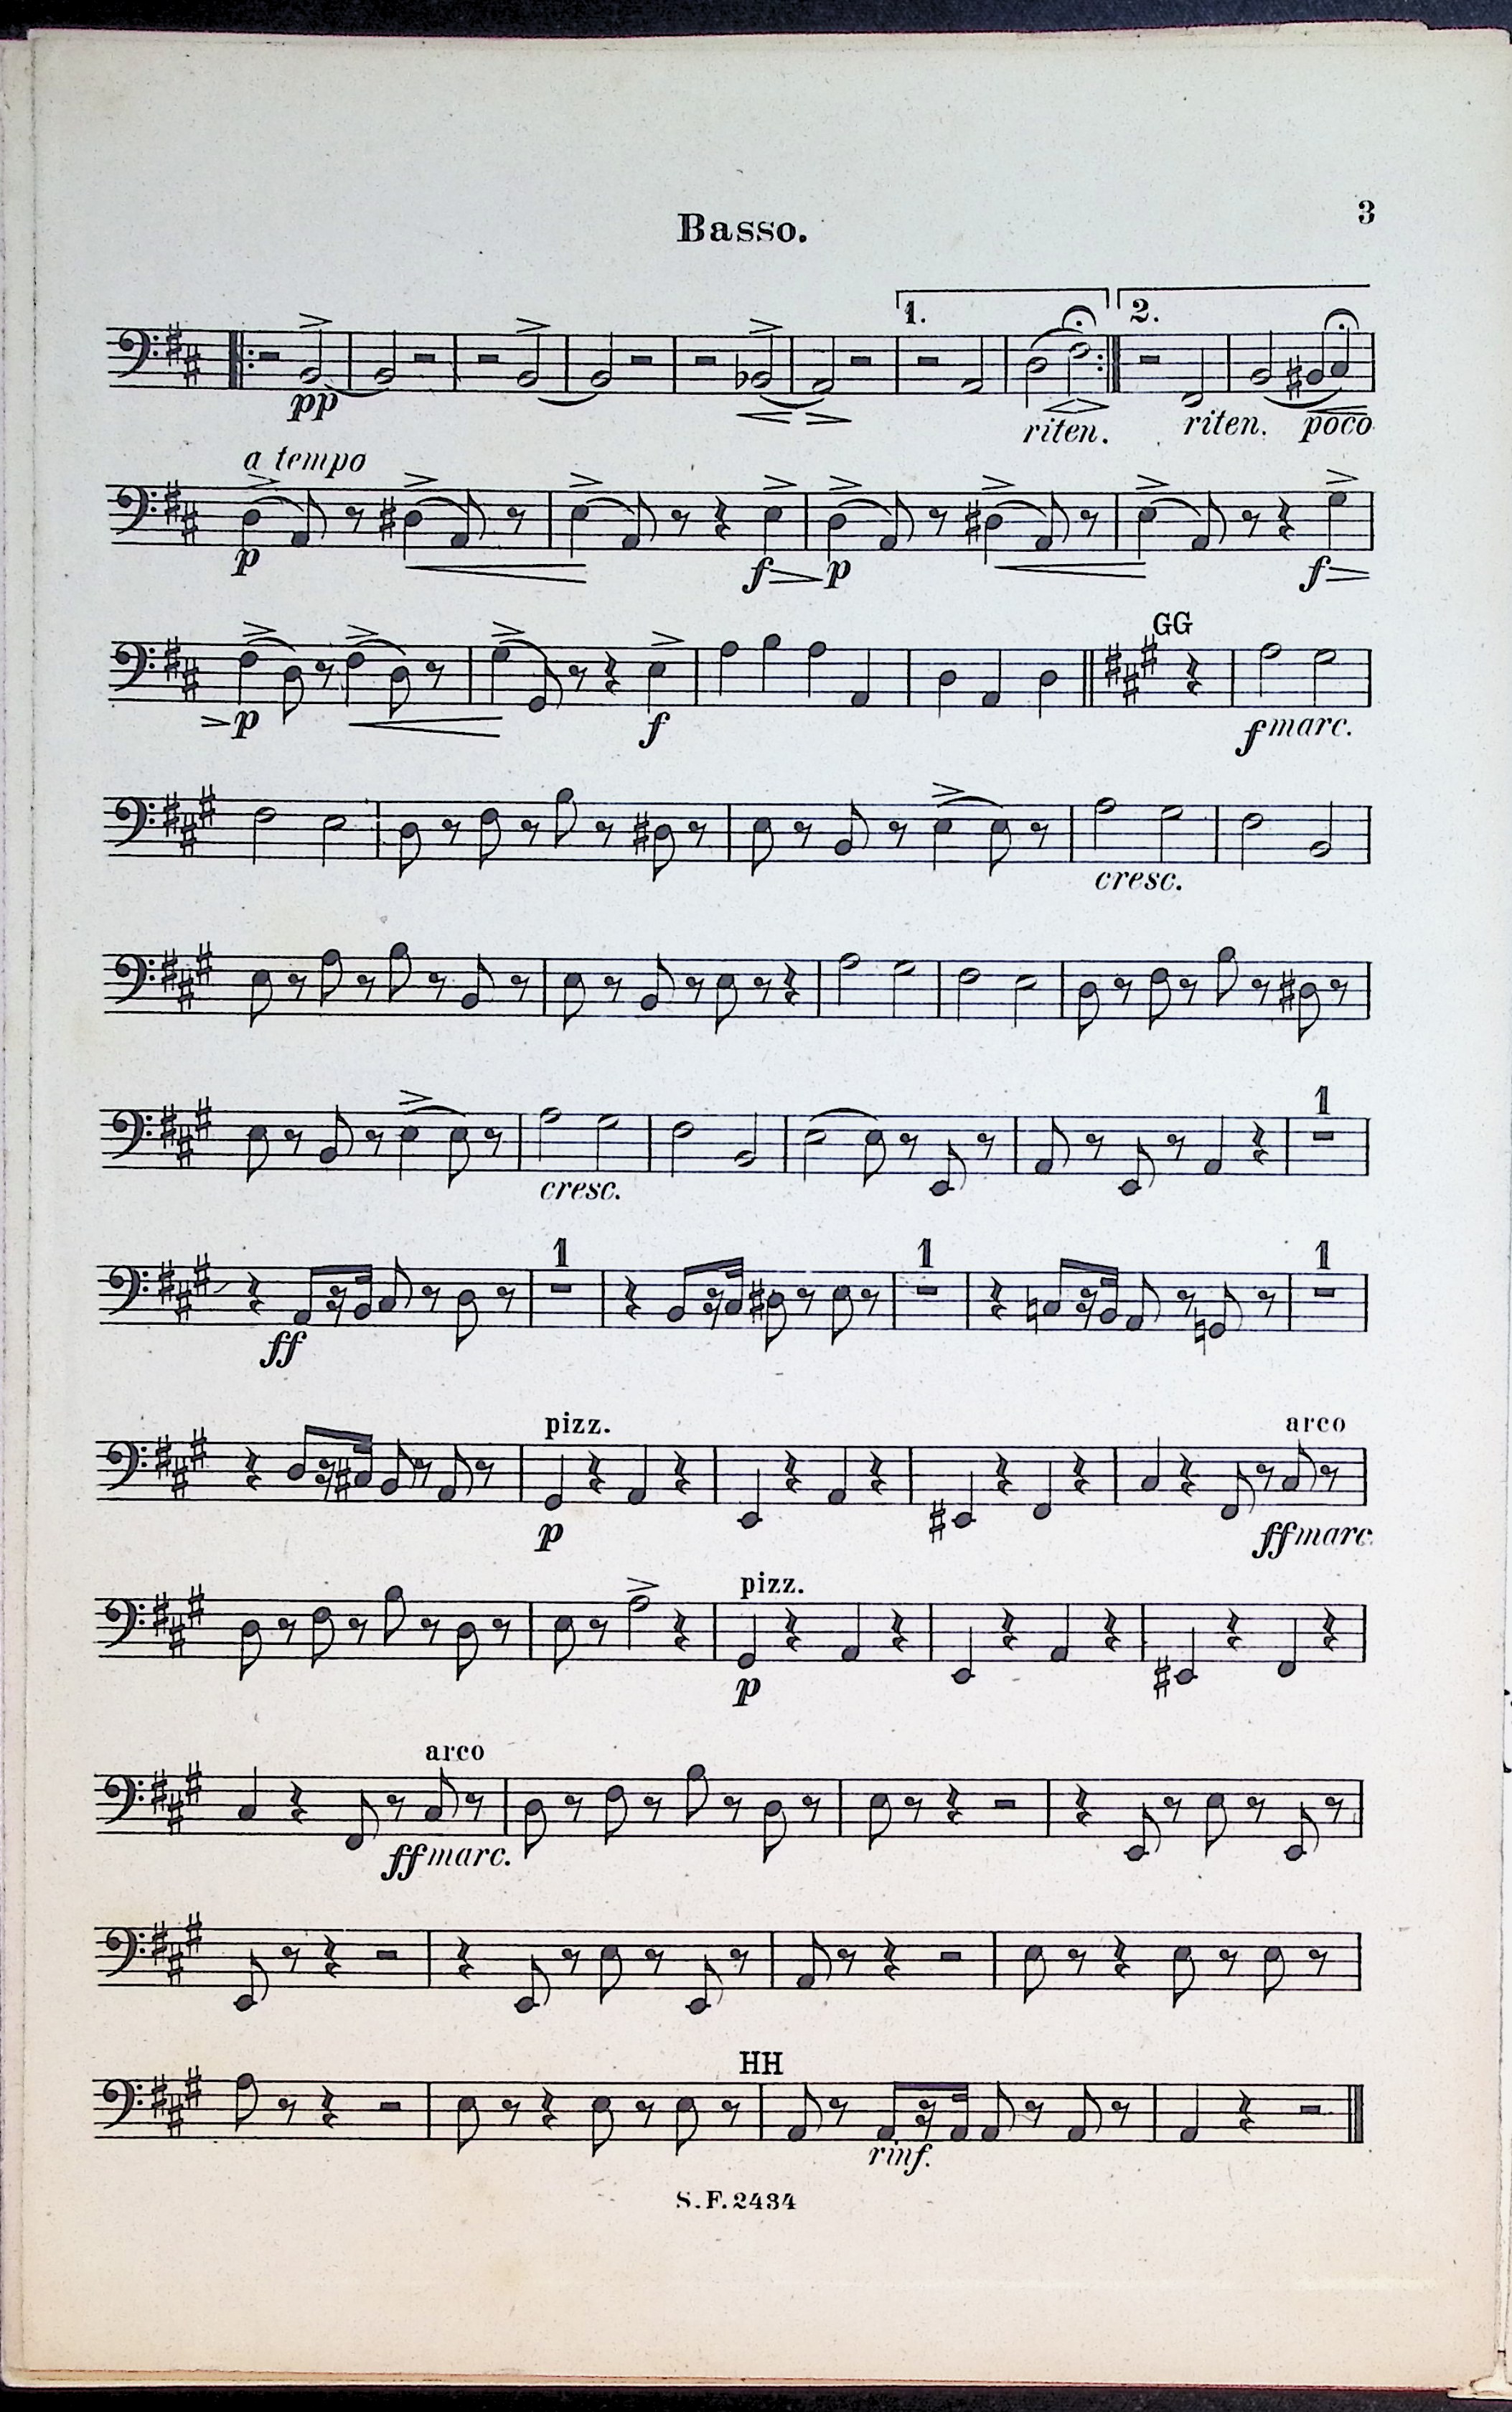 3
Basso.
1. 2.
pp riten. riten. poco
a tempo
p f p f
GG
p f f marc.
cresc.
1
cresc.
1 1 1
ff
pizz. arco
p ff marc.
pizz.
p
arco
ff marc.
HH
rinf.
S.F. 2434